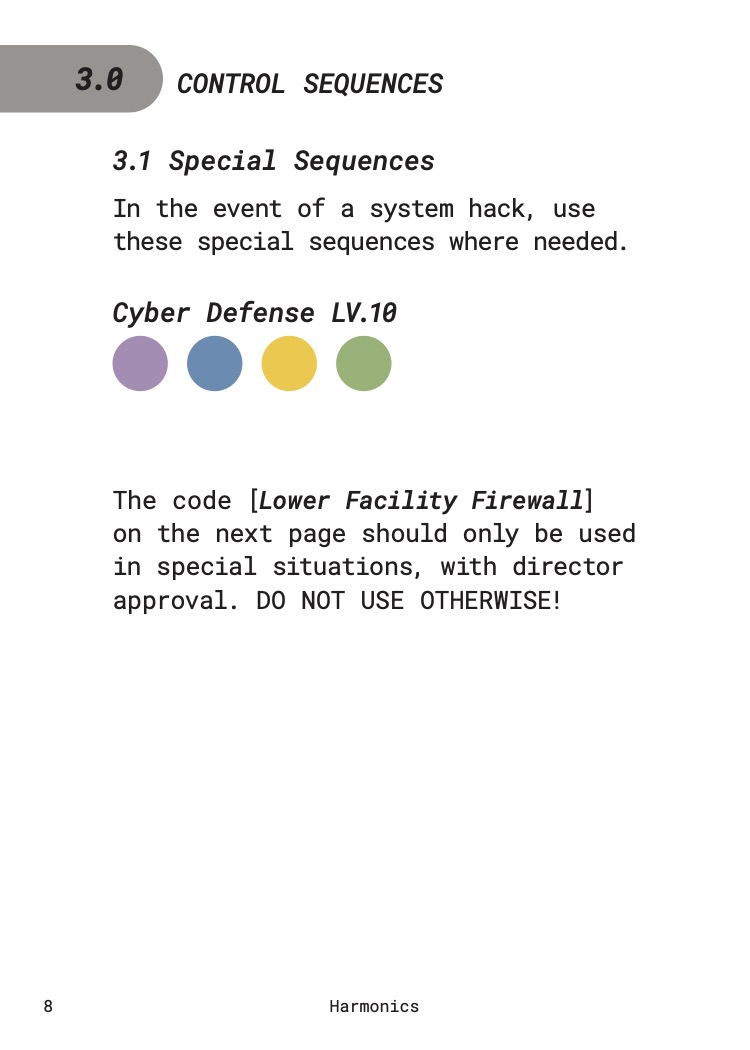 3.0 CONTROL SEQUENCES
3.1 Special Sequences
In the event of a system hack, use
these special sequences where needed.
Cyber Defense LV.10
The code [Lower Facility Firewall]
on the next page should only be used
in special situations, with director
approval. DO NOT USE OTHERWISE!
8 Harmonics